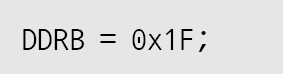 DDRB = 0x1F;